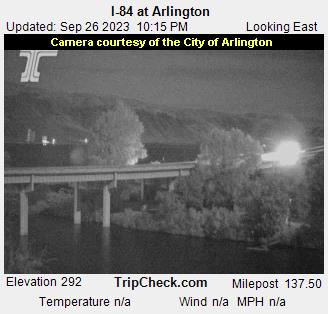 I-84 at Arlington
Updated: Sep 26 2023 10:15 PM Looking East
Camera courtesy of the City of Arlington
Elevation 292 TripCheck.com Milepost 137.50
Temperature n/a Wind n/a MPH n/a